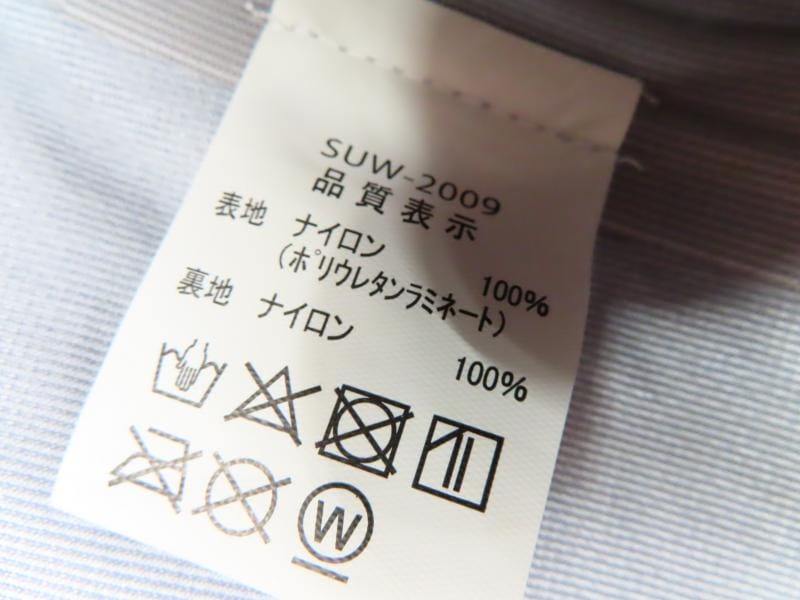 SUW-2009
品質表示
表地 ナイロン 100%
(ポリウレタンラミネート)
裏地 ナイロン 100%
W